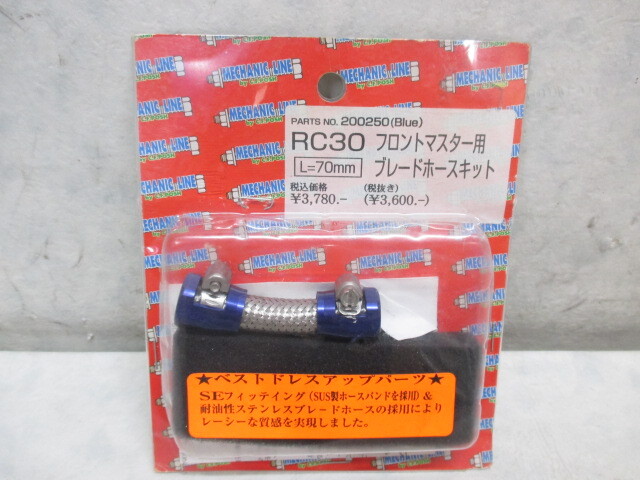 MECHANIC LINE
by C.F.POSH
PARTS NO. 200250(Blue)
RC30 フロントマスター用
L=70mm ブレードホースキット
税込価格 (税抜き)
¥3,780.- (¥3,600.-)
★ベストドレスアップパーツ★
SEフィッテイング(SUS製ホースバンドを採用)&
耐油性ステンレスブレードホースの採用により
レーシーな質感を実現しました。